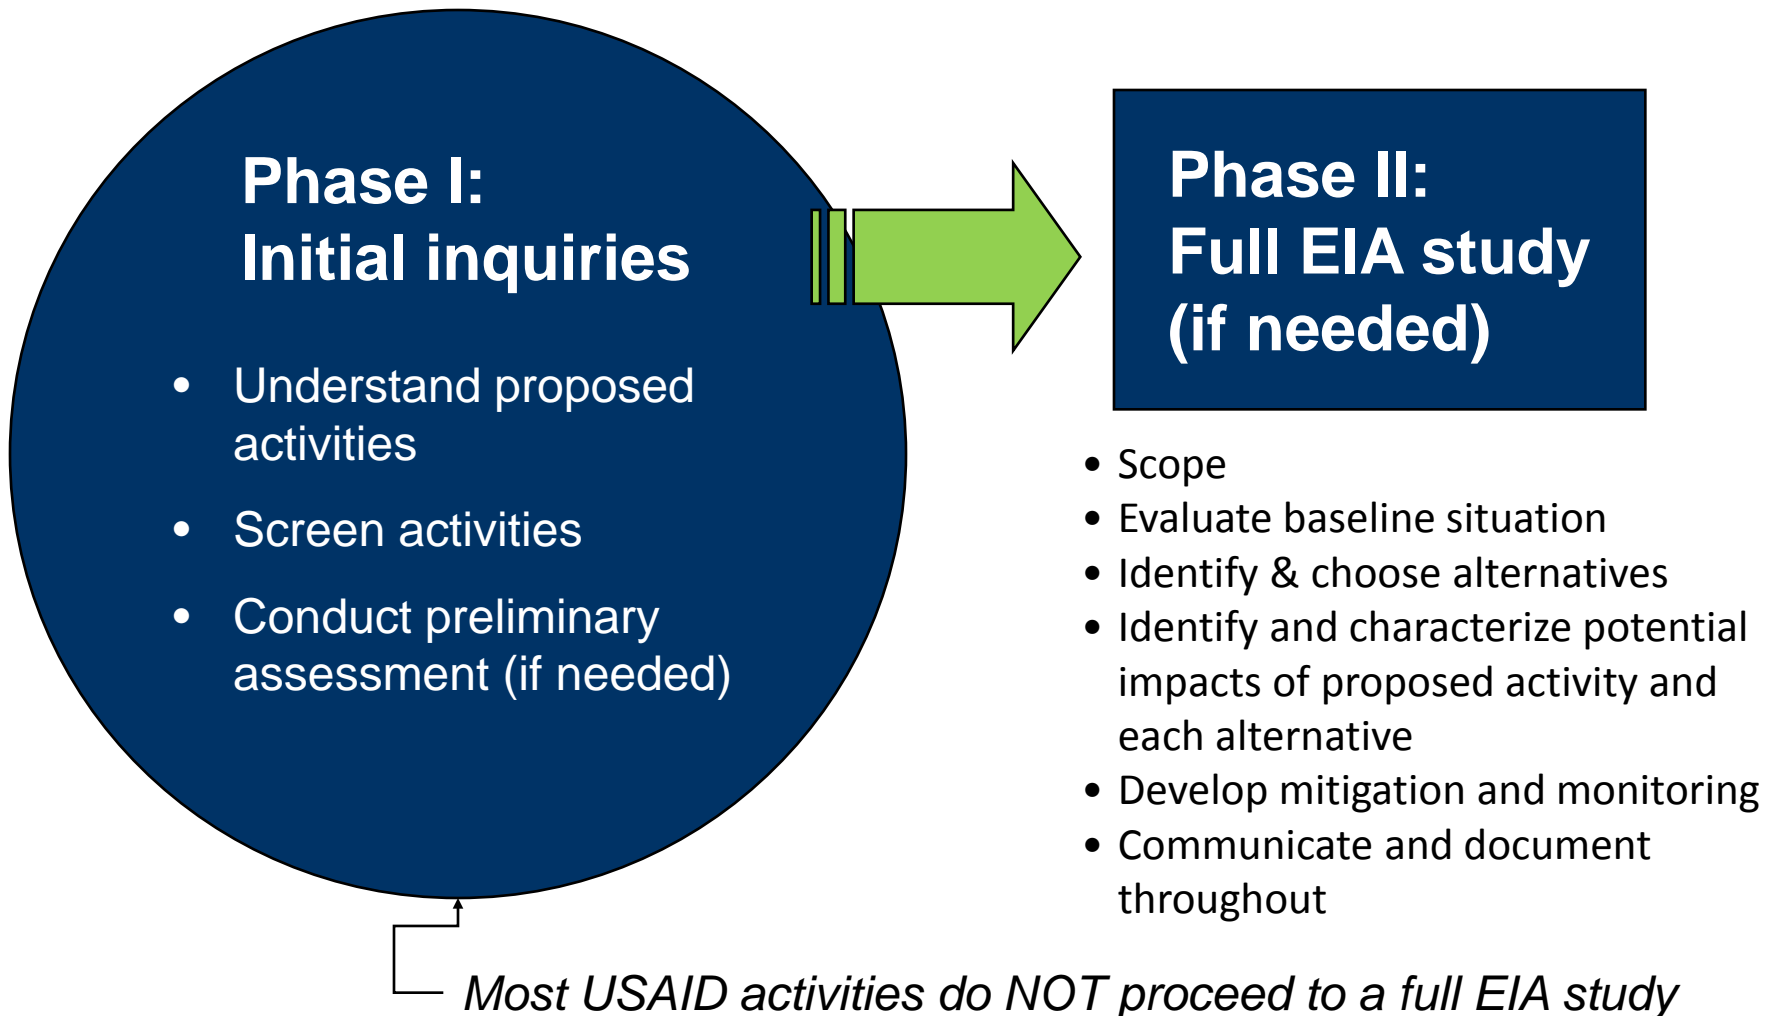 Phase I:
Initial inquiries
• Understand proposed
activities
• Screen activities
• Conduct preliminary
assessment (if needed)
Phase II:
Full EIA study
(if needed)
• Scope
• Evaluate baseline situation
• Identify & choose alternatives
• Identify and characterize potential
impacts of proposed activity and
each alternative
• Develop mitigation and monitoring
• Communicate and document
throughout
Most USAID activities do NOT proceed to a full EIA study